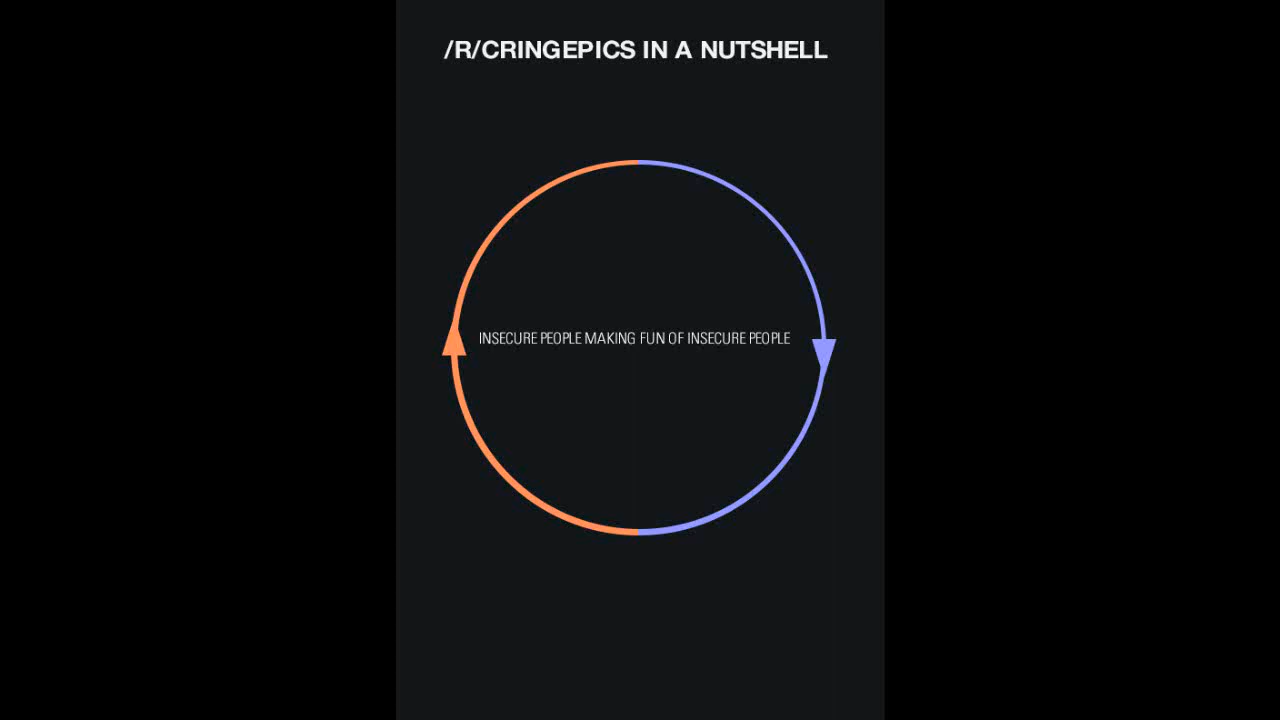 /R/CRINGEPICS IN A NUTSHELL
INSECURE PEOPLE MAKING FUN OF INSECURE PEOPLE